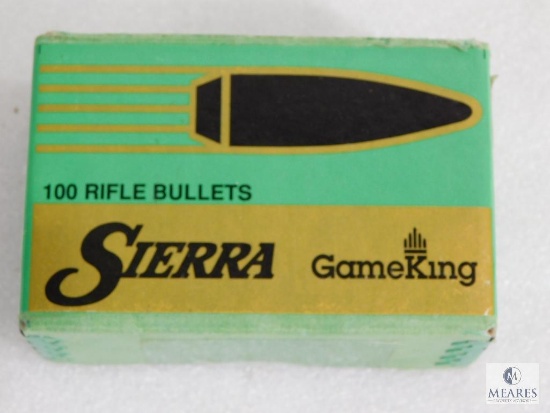 100 RIFLE BULLETS
SIERRA
GameKing
M
MEARES